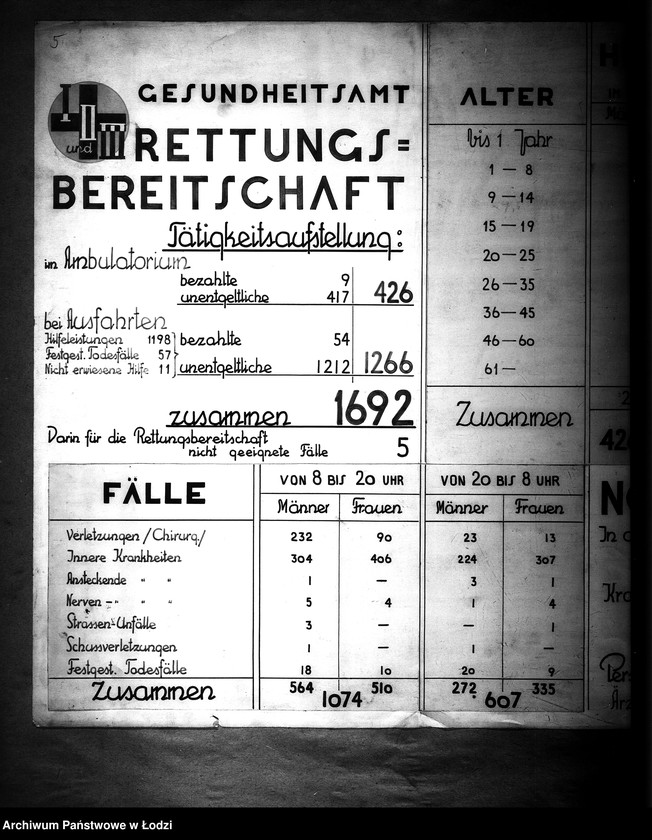 5
I und II III
GESUNDHEITSAMT
RETTUNGS=
BEREITSCHAFT
Tätigkeitsaufstellung:
im Ambulatorium
bezahlte 9
unentgeltliche 417 426
bei Ausfahrten
Hilfeleistungen 1198 bezahlte 54
Festgest. Todesfälle 57
Nicht erwiesene Hilfe 11 unentgeltliche 1212 1266
zusammen 1692
Darin für die Rettungsbereitschaft
nicht geeignete Fälle 5
ALTER
bis 1 Jahr
1 — 8
9 — 14
15 — 19
20 — 25
26 — 35
36 — 45
46 — 60
61 —
Zusammen
FÄLLE VON 8 BIS 20 UHR VON 20 BIS 8 UHR
Männer Frauen Männer Frauen
Verletzungen /Chirurg/ 232 90 23 13
Innere Krankheiten 304 406 224 307
Ansteckende " " 1 — 3 1
Nerven - " " " 5 4 1 4
Strassen-Unfälle 3 — — 1
Schussverletzungen 1 — 1 —
Festgest. Todesfälle 18 10 20 9
Zusammen 564 510 272 335
1074 607
Archiwum Państwowe w Łodzi